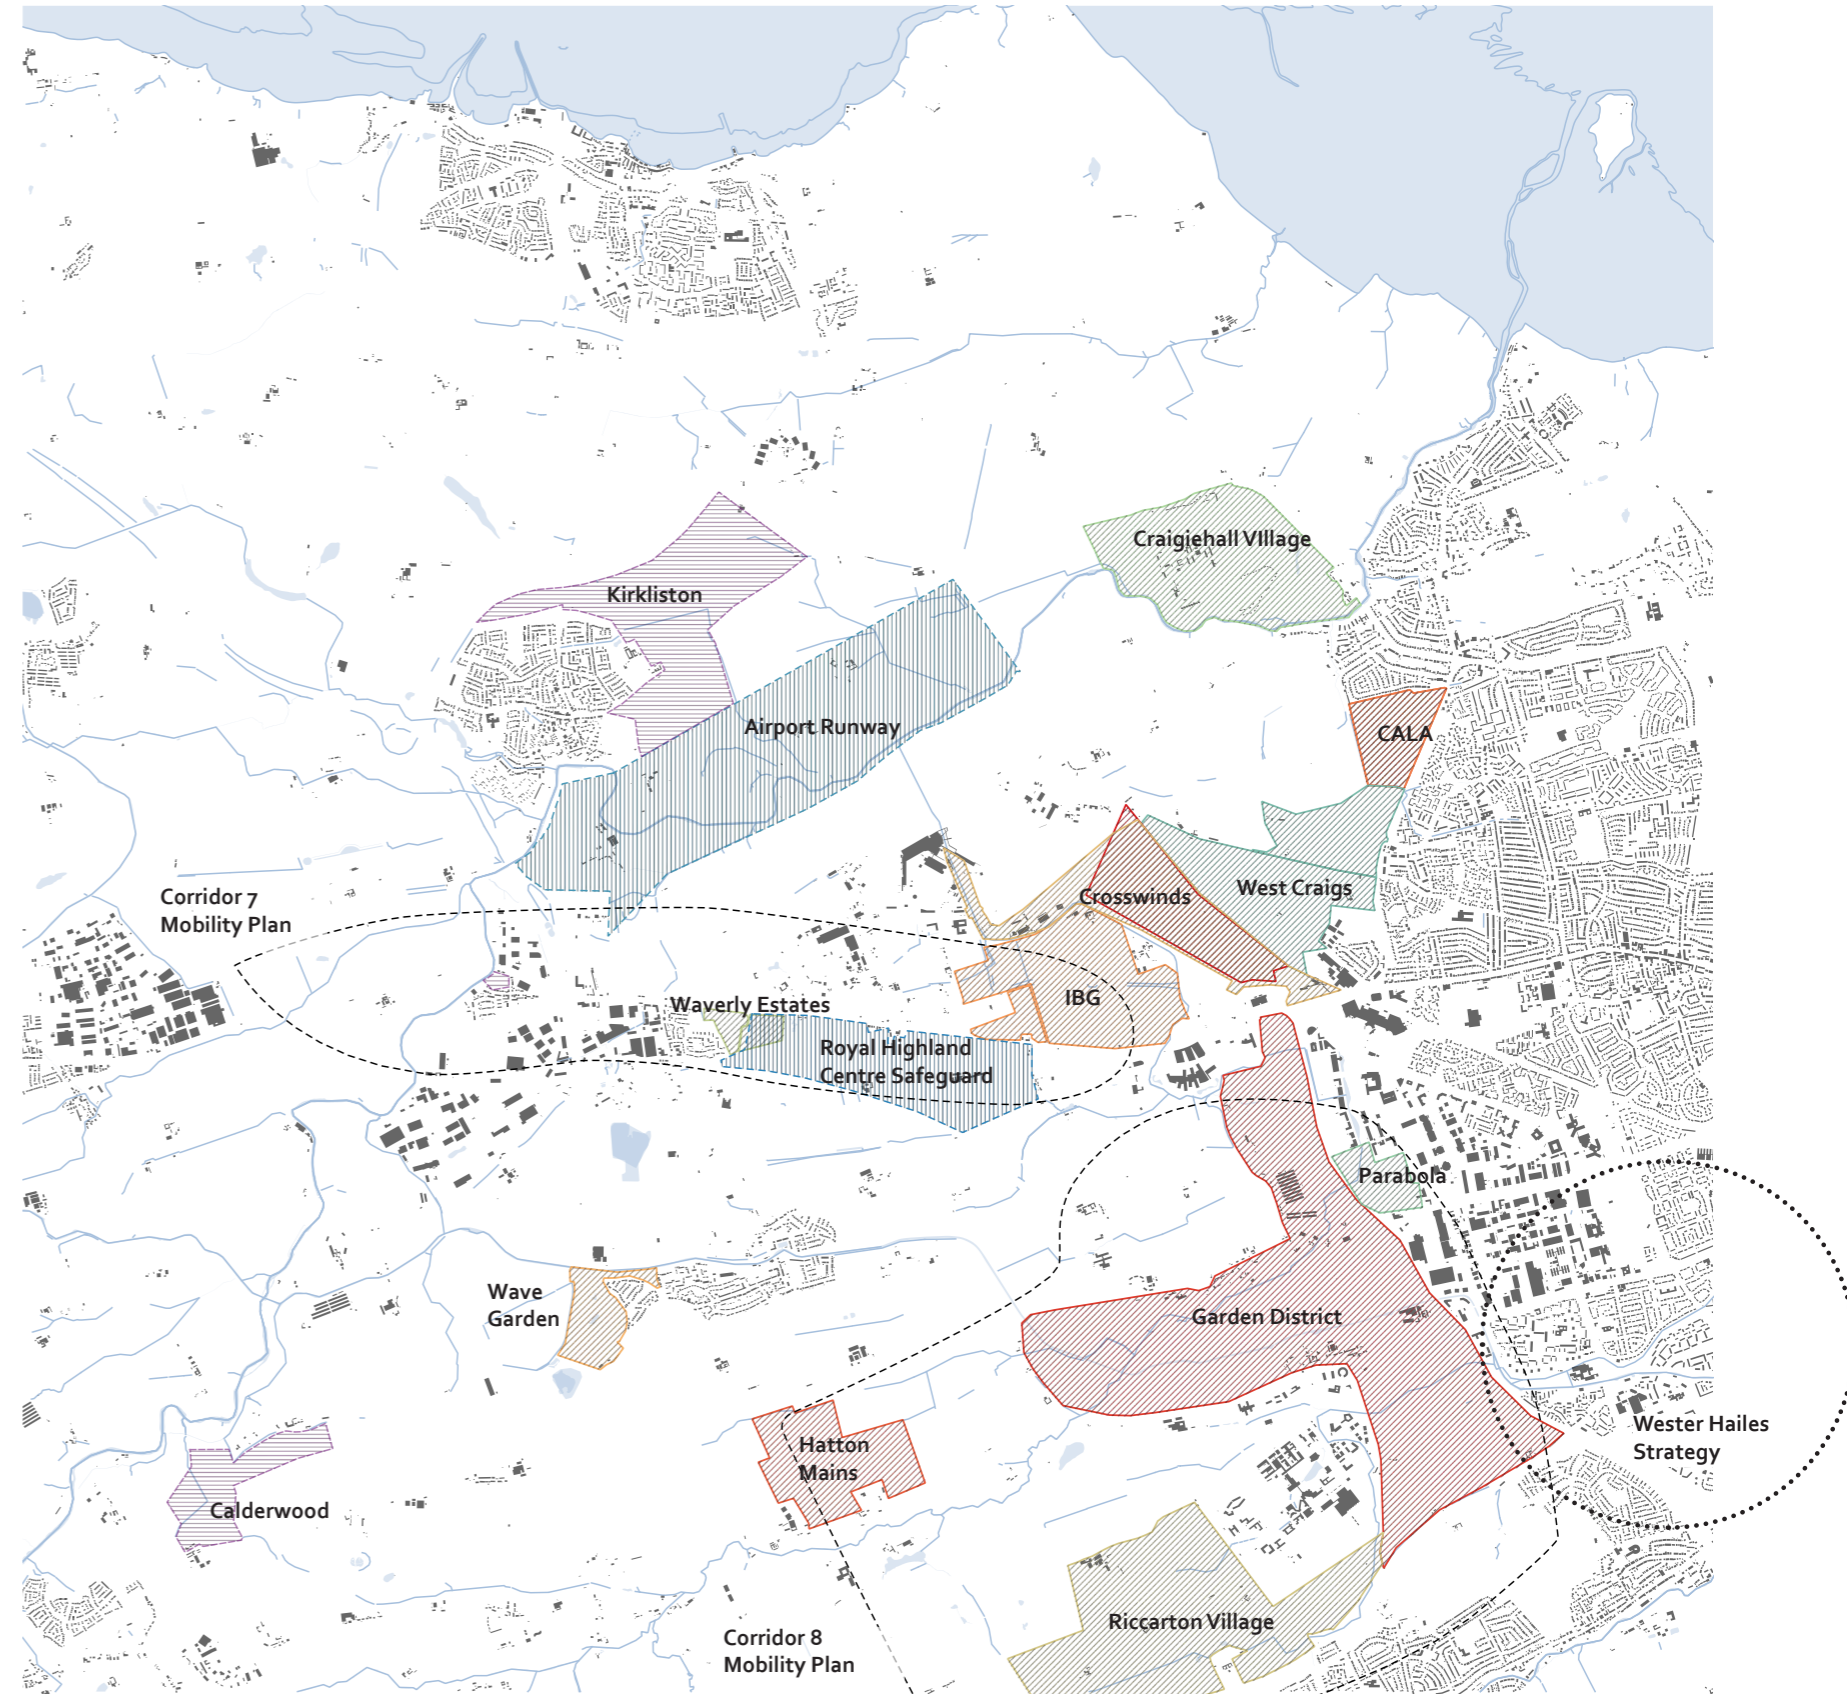 Craigiehall VIllage
Kirkliston
Airport Runway
CALA
Corridor 7
Mobility Plan
Crosswinds
West Craigs
Waverly Estates
IBG
Royal Highland
Centre Safeguard
Parabola
Wave
Garden
Garden District
Hatton
Mains
Wester Hailes
Strategy
Calderwood
Riccarton Village
Corridor 8
Mobility Plan